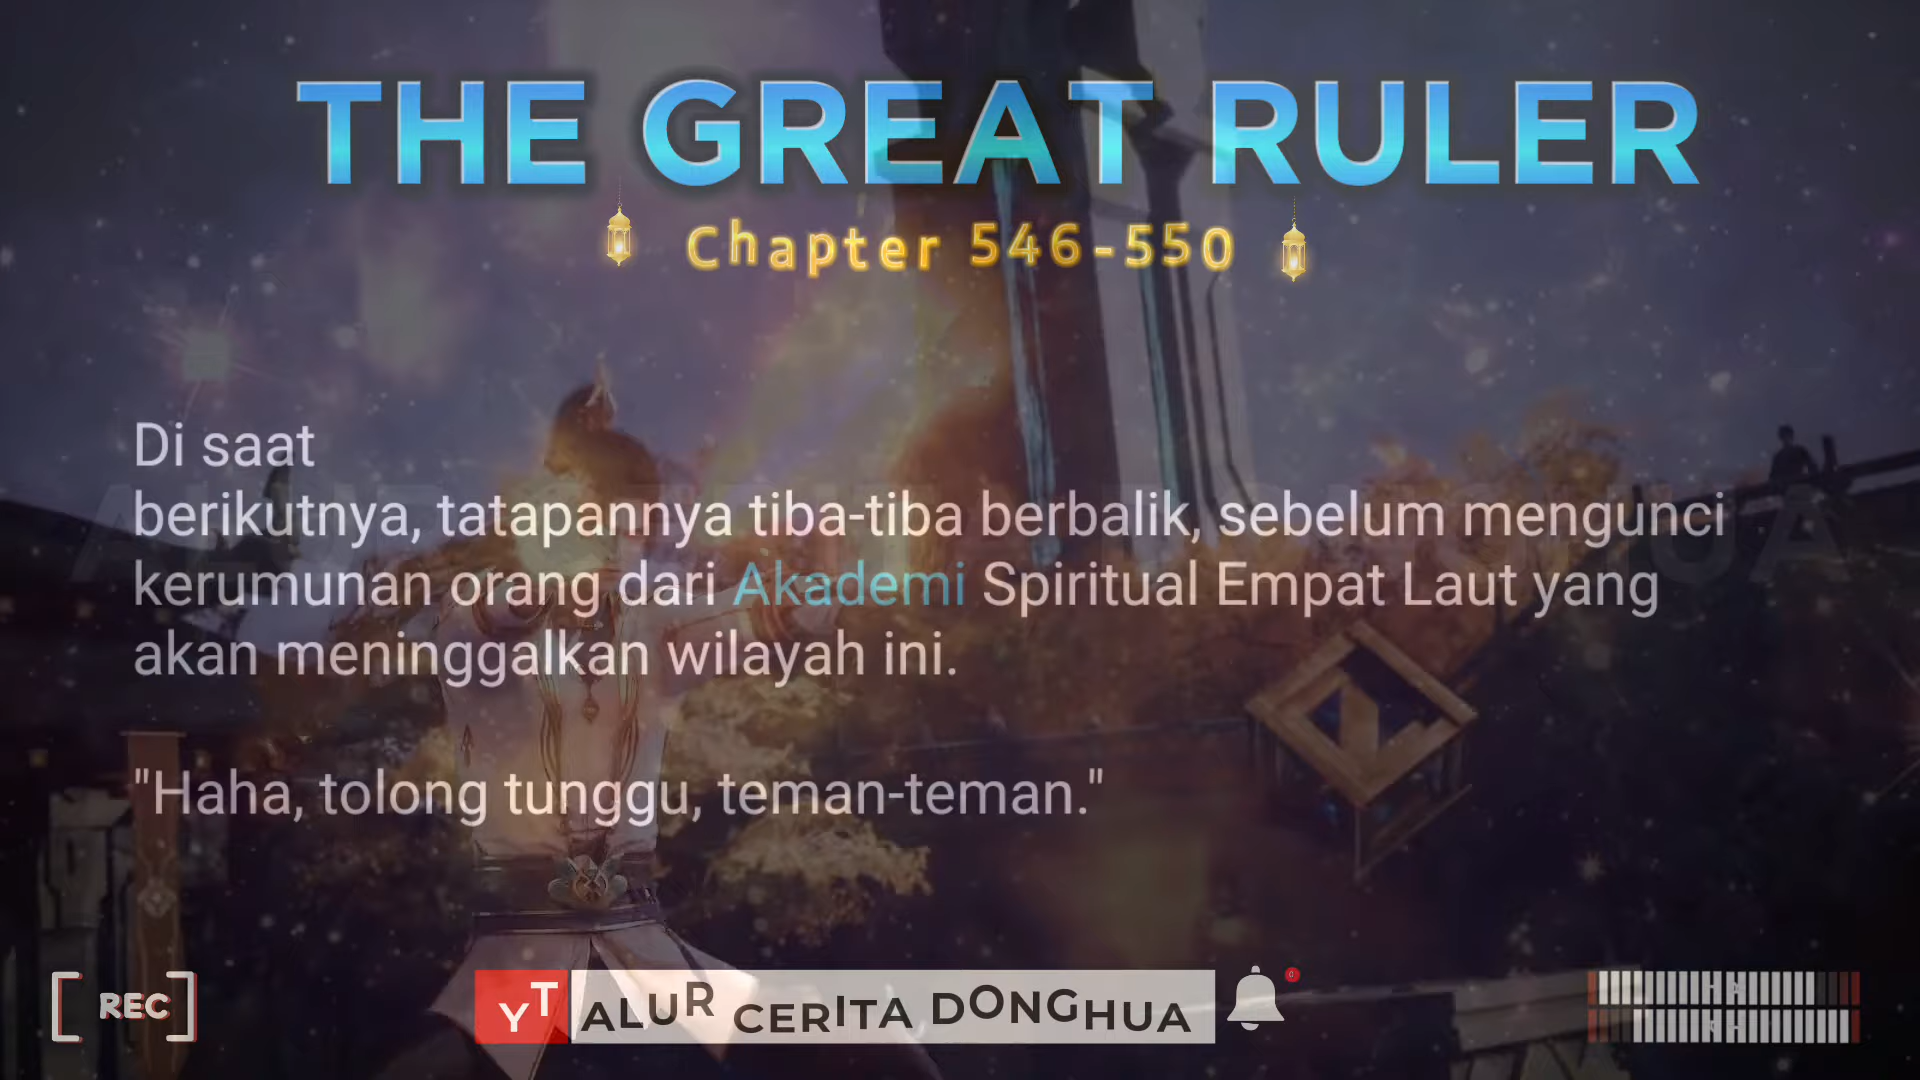 THE GREAT RULER
Chapter 546-550
Di saat
berikutnya, tatapannya tiba-tiba berbalik, sebelum mengunci
kerumunan orang dari Akademi Spiritual Empat Laut yang
akan meninggalkan wilayah ini.
"Haha, tolong tunggu, teman-teman."
REC
YT ALUR CERITA DONGHUA